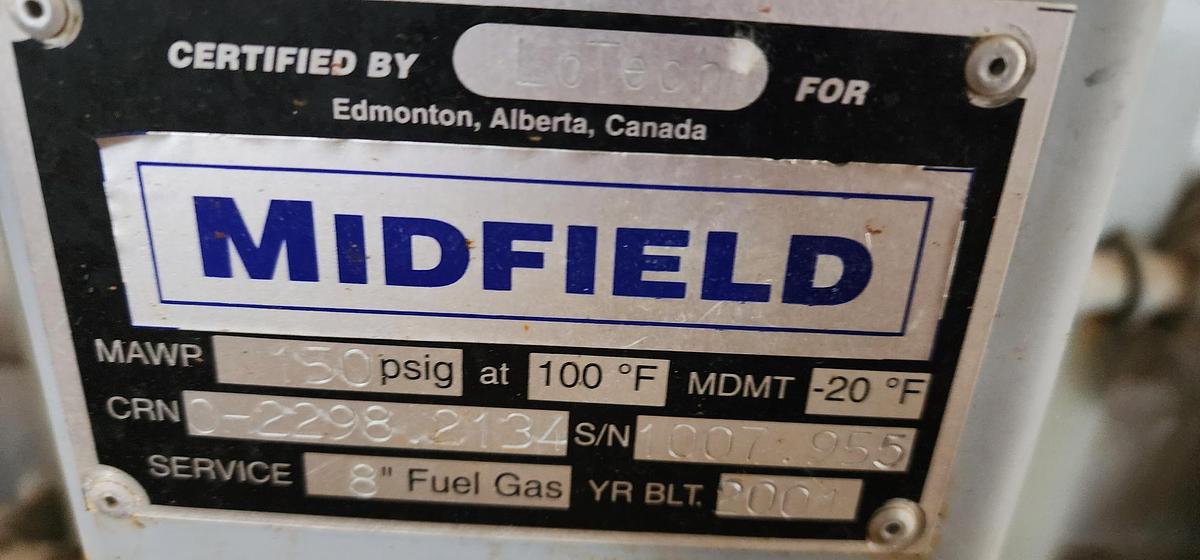 CERTIFIED BY LoTech FOR
Edmonton, Alberta, Canada
MIDFIELD
MAWP 150 psig at 100 °F MDMT -20 °F
CRN 0-2298.2134 S/N 1007.955
SERVICE 8" Fuel Gas YR BLT. 2001